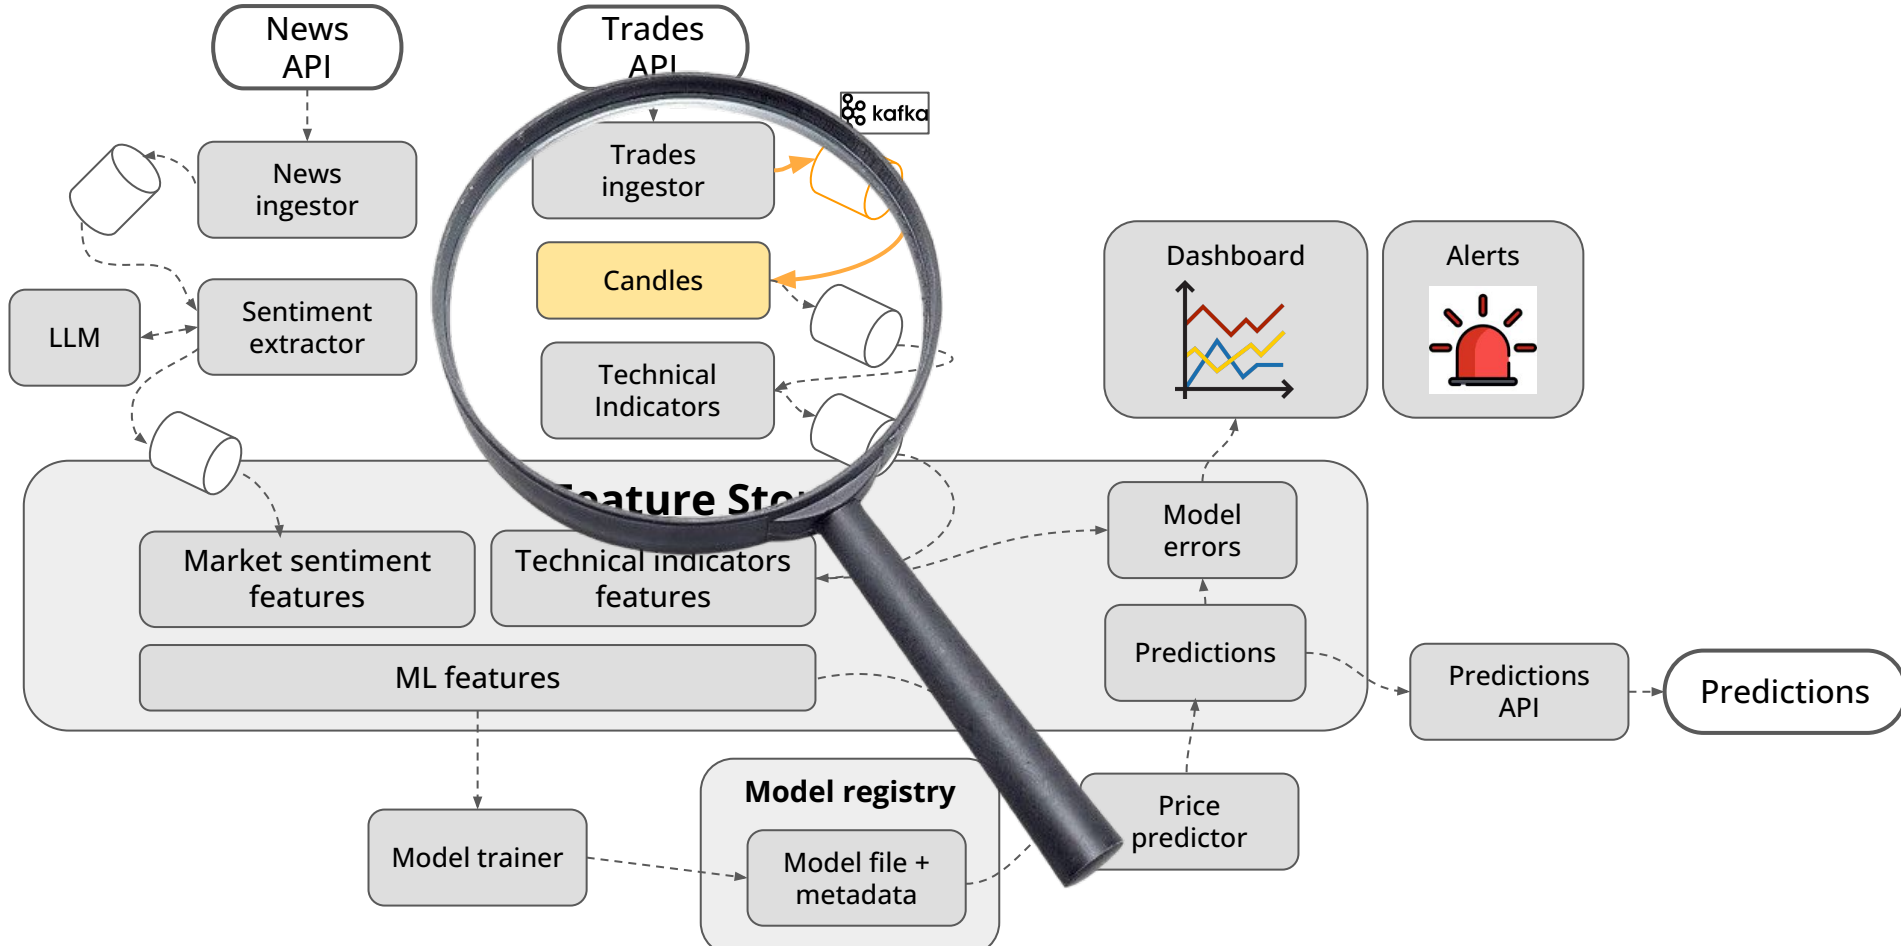 News
API
Trades
API
kafka
News
ingestor
Trades
ingestor
Candles
Dashboard
Alerts
LLM
Sentiment
extractor
Technical
Indicators
Feature Sto
Market sentiment
features
Technical indicators
features
Model
errors
ML features
Predictions
Predictions
API
Predictions
Model registry
Model trainer
Model file +
metadata
Price
predictor